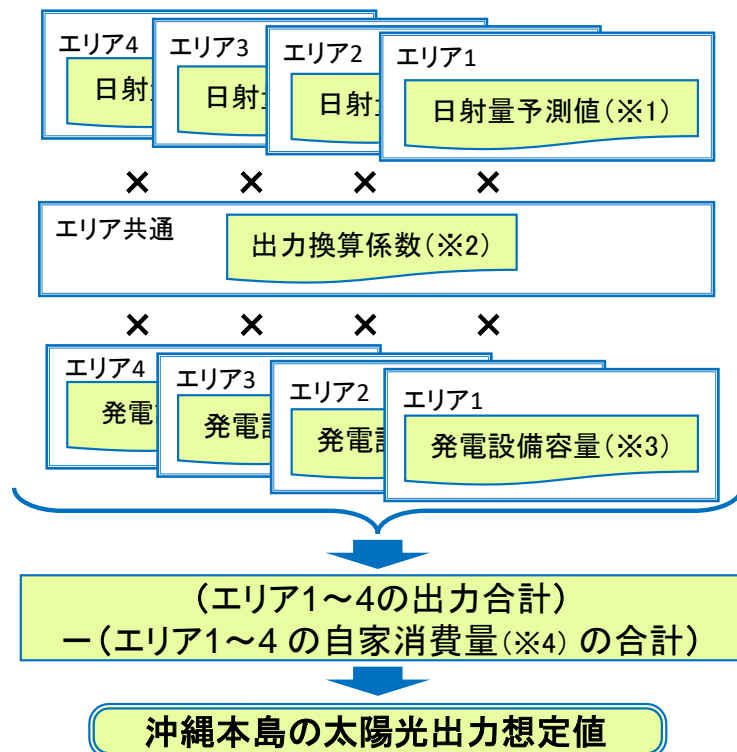 エリア4
日射
エリア3
日射
エリア2
日射
エリア1
日射量予測値(※1)
× × × ×
エリア共通
出力換算係数(※2)
× × × ×
エリア4
発電
エリア3
発電
エリア2
発電
エリア1
発電設備容量(※3)
(エリア1～4の出力合計)
－(エリア1～4 の自家消費量(※4) の合計)
沖縄本島の太陽光出力想定値